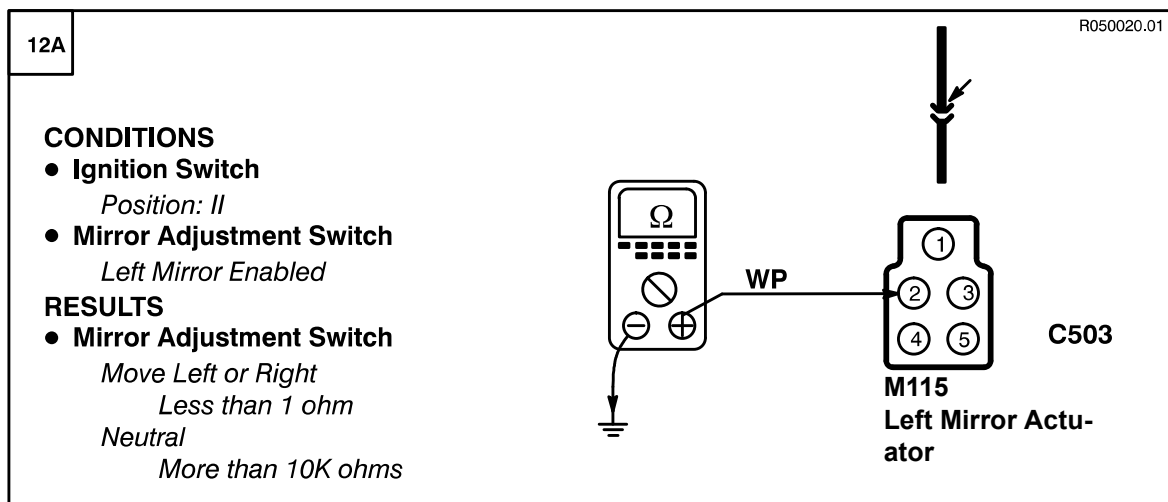 R050020.01
12A
CONDITIONS
● Ignition Switch
Position: II
● Mirror Adjustment Switch
Left Mirror Enabled
RESULTS
● Mirror Adjustment Switch
Move Left or Right
Less than 1 ohm
Neutral
More than 10K ohms
Ω
WP
1
2 3
4 5
C503
M115
Left Mirror Actu-
ator